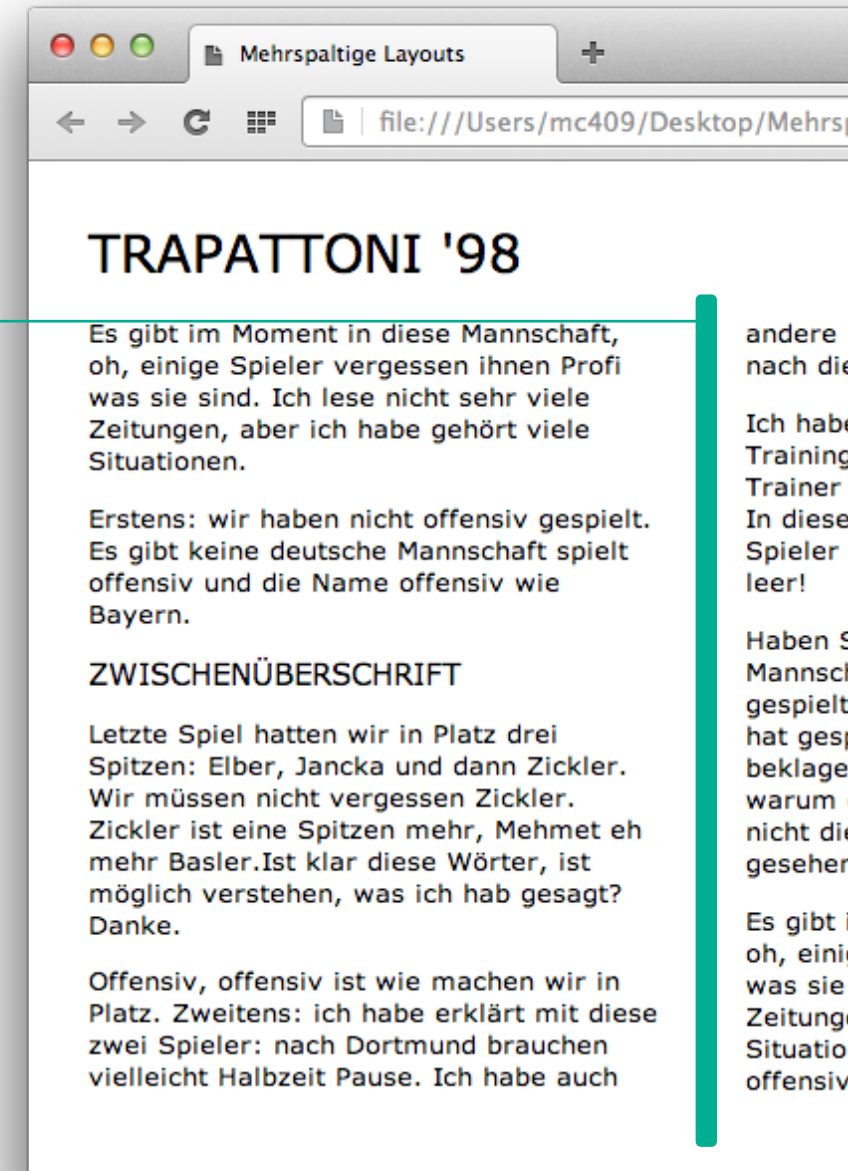 Mehrspaltige Layouts
file:///Users/mc409/Desktop/Mehrsp
TRAPATTONI '98
Es gibt im Moment in diese Mannschaft,
oh, einige Spieler vergessen ihnen Profi
was sie sind. Ich lese nicht sehr viele
Zeitungen, aber ich habe gehört viele
Situationen.
Erstens: wir haben nicht offensiv gespielt.
Es gibt keine deutsche Mannschaft spielt
offensiv und die Name offensiv wie
Bayern.
ZWISCHENÜBERSCHRIFT
Letzte Spiel hatten wir in Platz drei
Spitzen: Elber, Jancka und dann Zickler.
Wir müssen nicht vergessen Zickler.
Zickler ist eine Spitzen mehr, Mehmet eh
mehr Basler.Ist klar diese Wörter, ist
möglich verstehen, was ich hab gesagt?
Danke.
Offensiv, offensiv ist wie machen wir in
Platz. Zweitens: ich habe erklärt mit diese
zwei Spieler: nach Dortmund brauchen
vielleicht Halbzeit Pause. Ich habe auch
andere
nach die
Ich habe
Training
Trainer
In diese
Spieler
leer!
Haben S
Mannsch
gespielt
hat gesp
beklage
warum
nicht die
gesehen
Es gibt i
oh, einig
was sie
Zeitunge
Situatio
offensiv